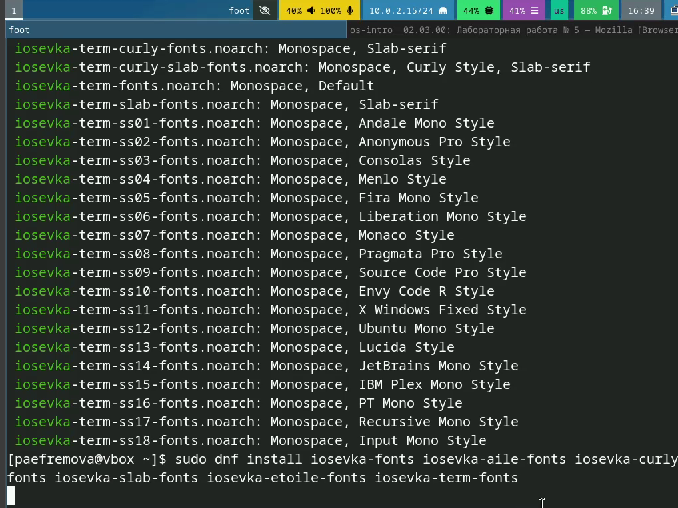 1 foot 40% 100% 10.0.2.15/24 44% 41% us 88% 16:39
foot os-intro 02.03.00: Лабораторная работа № 5 — Mozilla [Browser
iosevka-term-curly-fonts.noarch: Monospace, Slab-serif
iosevka-term-curly-slab-fonts.noarch: Monospace, Curly Style, Slab-serif
iosevka-term-fonts.noarch: Monospace, Default
iosevka-term-slab-fonts.noarch: Monospace, Slab-serif
iosevka-term-ss01-fonts.noarch: Monospace, Andale Mono Style
iosevka-term-ss02-fonts.noarch: Monospace, Anonymous Pro Style
iosevka-term-ss03-fonts.noarch: Monospace, Consolas Style
iosevka-term-ss04-fonts.noarch: Monospace, Menlo Style
iosevka-term-ss05-fonts.noarch: Monospace, Fira Mono Style
iosevka-term-ss06-fonts.noarch: Monospace, Liberation Mono Style
iosevka-term-ss07-fonts.noarch: Monospace, Monaco Style
iosevka-term-ss08-fonts.noarch: Monospace, Pragmata Pro Style
iosevka-term-ss09-fonts.noarch: Monospace, Source Code Pro Style
iosevka-term-ss10-fonts.noarch: Monospace, Envy Code R Style
iosevka-term-ss11-fonts.noarch: Monospace, X Windows Fixed Style
iosevka-term-ss12-fonts.noarch: Monospace, Ubuntu Mono Style
iosevka-term-ss13-fonts.noarch: Monospace, Lucida Style
iosevka-term-ss14-fonts.noarch: Monospace, JetBrains Mono Style
iosevka-term-ss15-fonts.noarch: Monospace, IBM Plex Mono Style
iosevka-term-ss16-fonts.noarch: Monospace, PT Mono Style
iosevka-term-ss17-fonts.noarch: Monospace, Recursive Mono Style
iosevka-term-ss18-fonts.noarch: Monospace, Input Mono Style
[paefremova@vbox ~]$ sudo dnf install iosevka-fonts iosevka-aile-fonts iosevka-curly
fonts iosevka-slab-fonts iosevka-etoile-fonts iosevka-term-fonts